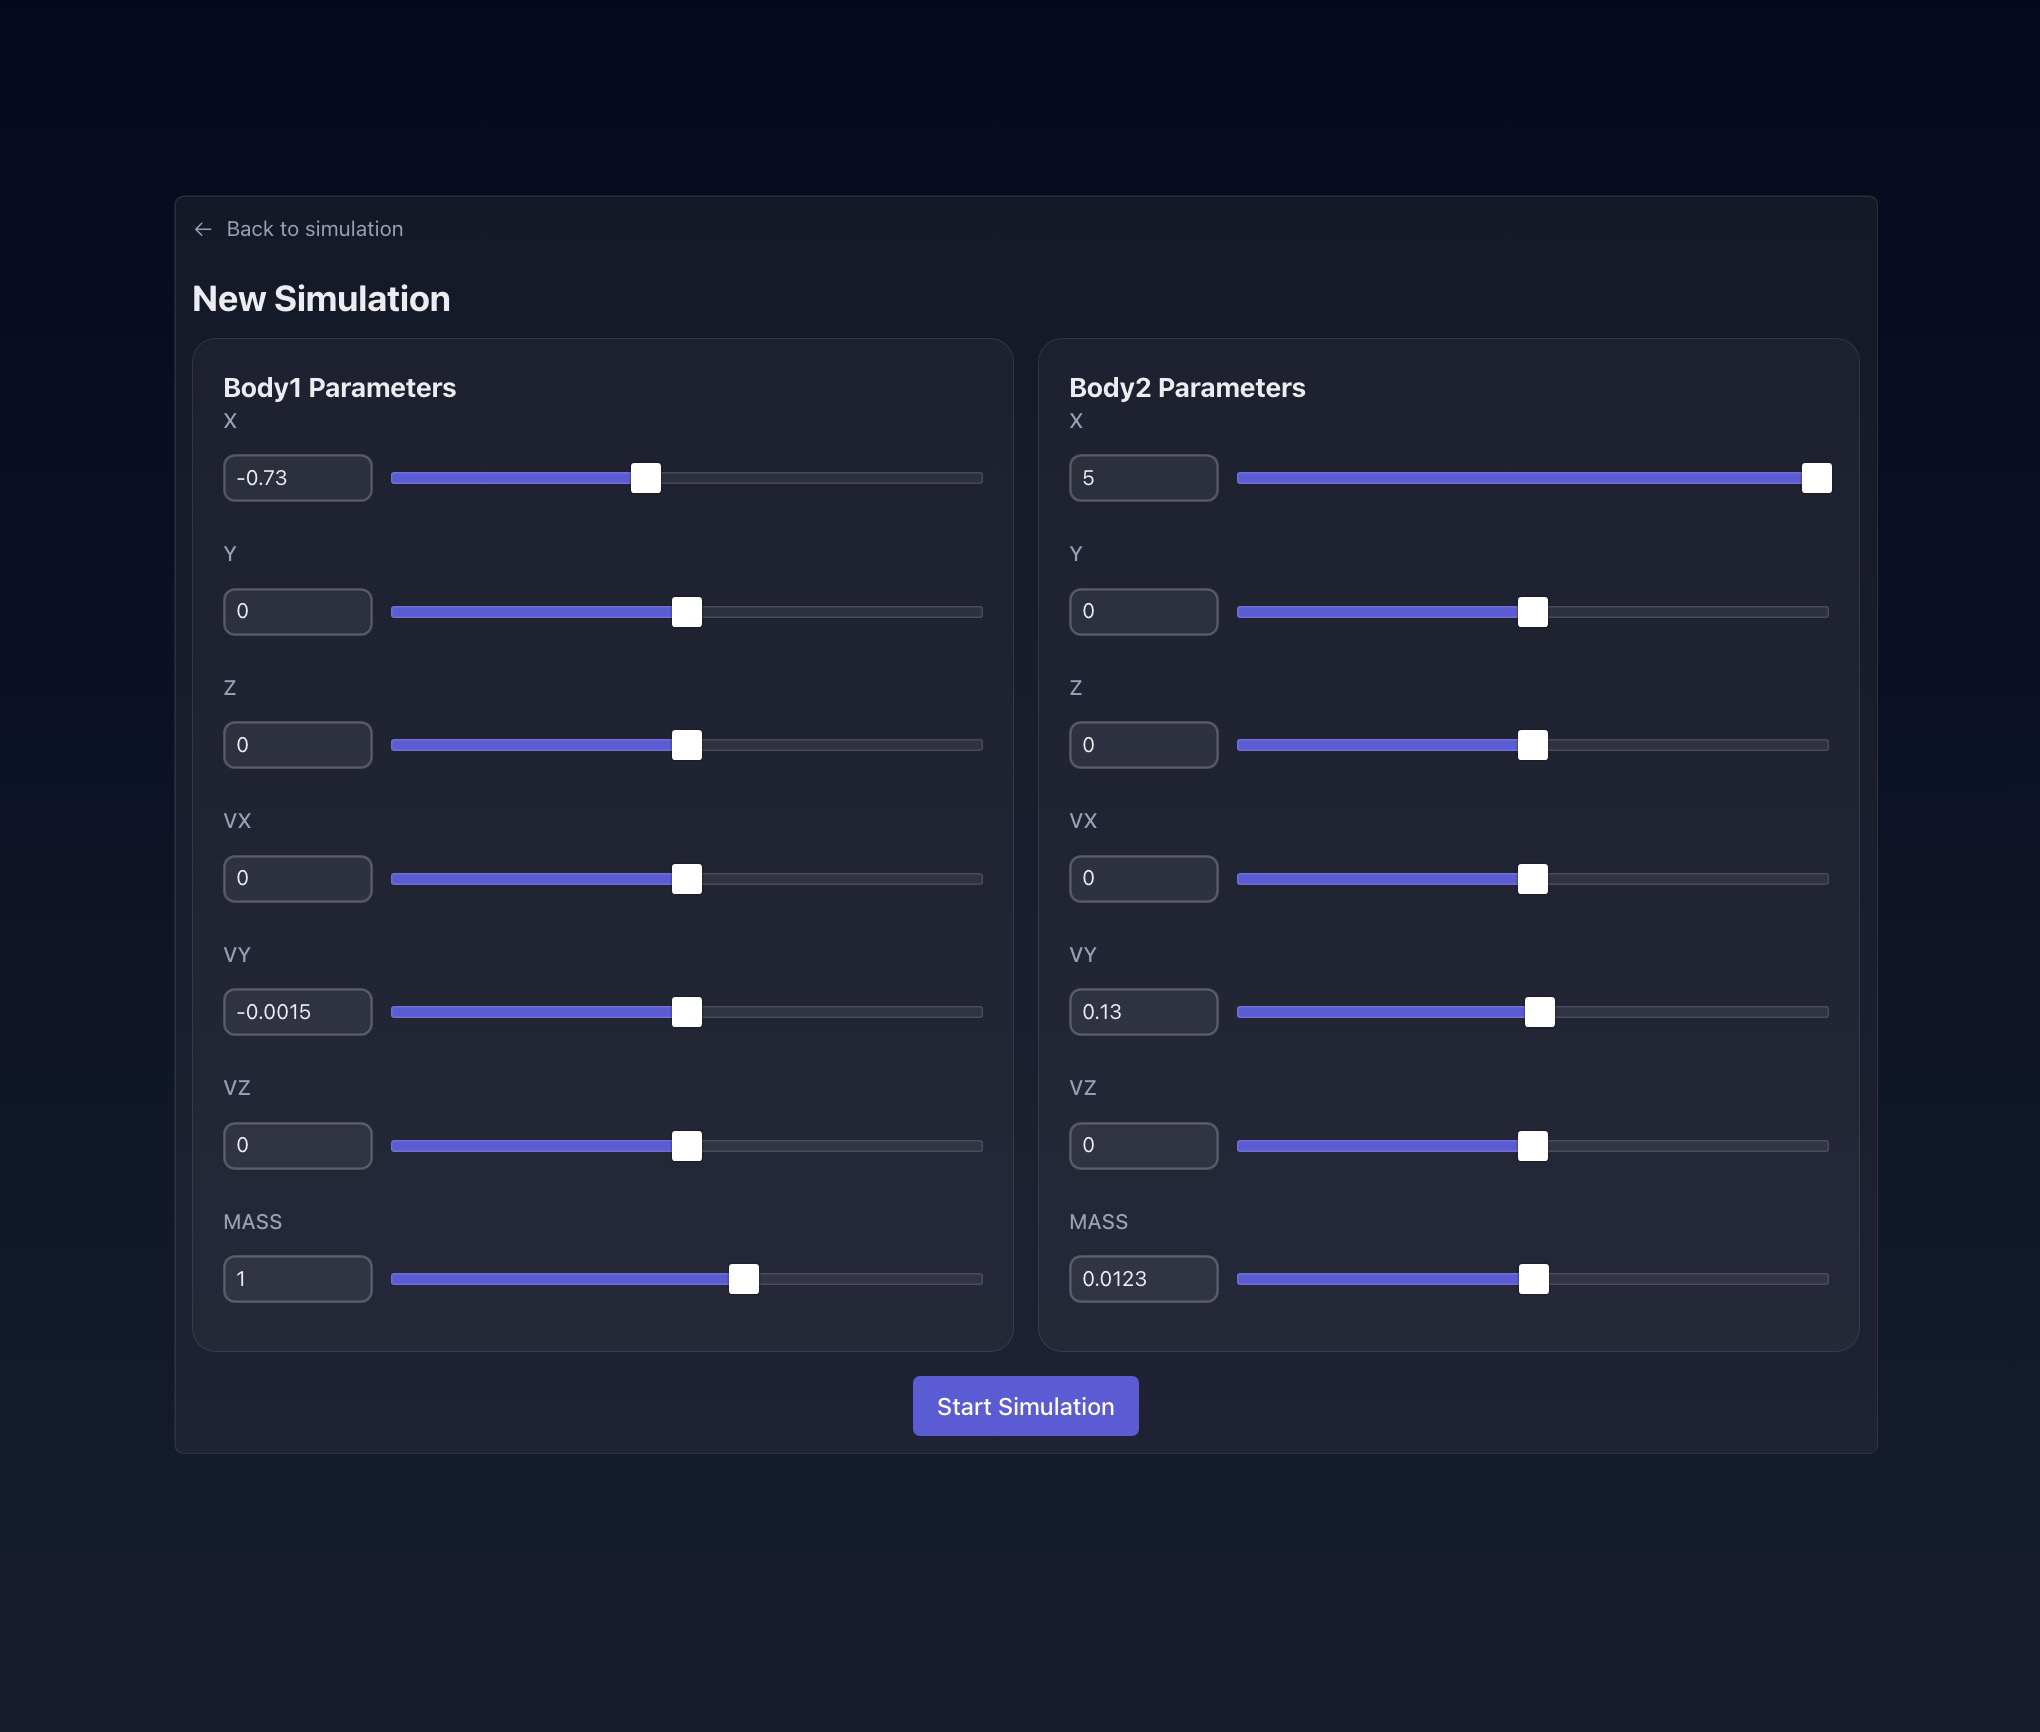 ← Back to simulation
New Simulation
Body1 Parameters
X
-0.73
Y
0
Z
0
VX
0
VY
-0.0015
VZ
0
MASS
1
Body2 Parameters
X
5
Y
0
Z
0
VX
0
VY
0.13
VZ
0
MASS
0.0123
Start Simulation